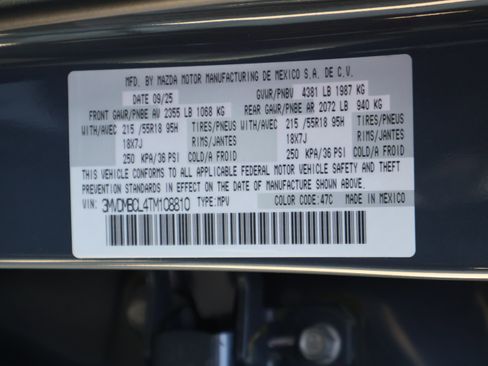 MFD. BY MAZDA MOTOR MANUFACTURING DE MEXICO S.A. DE C.V.
DATE 09/25 GVWR/PNBV 4381 LB 1987 KG
FRONT GAWR/PNBE AV 2355 LB 1068 KG REAR GAWR/PNBE AR 2072 LB 940 KG
WITH/AVEC 215 /55R18 95H TIRES/PNEUS WITH/AVEC 215 /55R18 95H TIRES/PNEUS
18X7J RIMS/JANTES 18X7J RIMS/JANTES
250 KPA/36 PSI COLD/A FROID 250 KPA/36 PSI COLD/A FROID
THIS VEHICLE CONFORMS TO ALL APPLICABLE FEDERAL MOTOR VEHICLE SAFETY AND THEFT
PREVENTION STANDARDS IN EFFECT ON THE DATE OF MANUFACTURE SHOWN ABOVE.
VIN: 3MVDMBCL4TM108810 TYPE:MPV COLOR CODE:47C MADE IN MEXICO